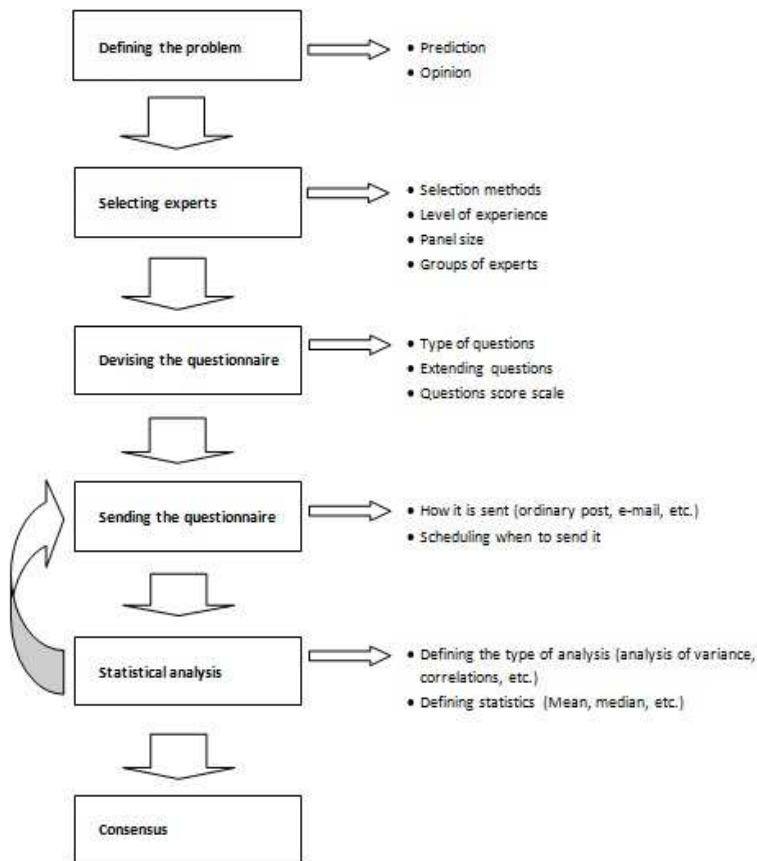 Defining the problem
• Prediction
• Opinion
Selecting experts
• Selection methods
• Level of experience
• Panel size
• Groups of experts
Devising the questionnaire
• Type of questions
• Extending questions
• Questions score scale
Sending the questionnaire
• How it is sent (ordinary post, e-mail, etc.)
• Scheduling when to send it
Statistical analysis
• Defining the type of analysis (analysis of variance,
correlations, etc.)
• Defining statistics (Mean, median, etc.)
Consensus